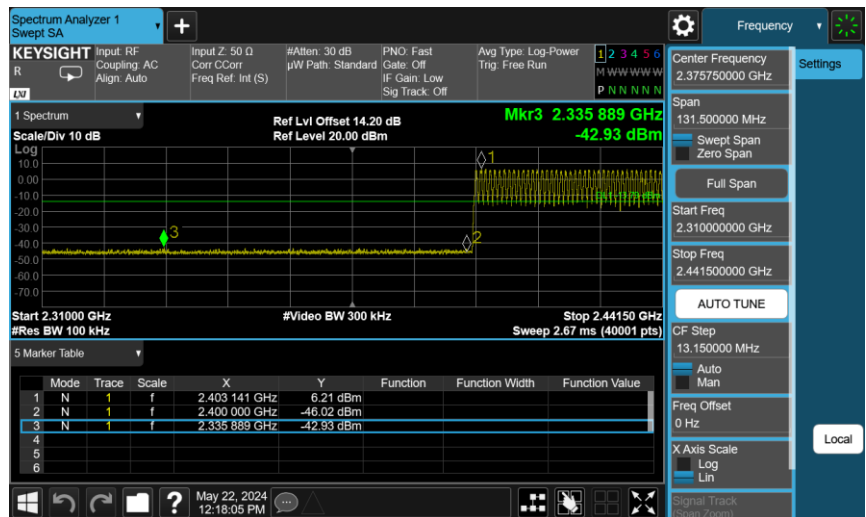 Spectrum Analyzer 1
Swept SA
+
Frequency
KEYSIGHT
R
LXI
Input: RF
Coupling: AC
Align: Auto
Input Z: 50 Ω
Corr CCorr
Freq Ref: Int (S)
#Atten: 30 dB
µW Path: Standard
PNO: Fast
Gate: Off
IF Gain: Low
Sig Track: Off
Avg Type: Log-Power
Trig: Free Run
1 2 3 4 5 6
M W W W W W
P N N N N N
1 Spectrum
Scale/Div 10 dB
Ref Lvl Offset 14.20 dB
Ref Level 20.00 dBm
Mkr3 2.335 889 GHz
-42.93 dBm
Log
10.0
0.00
-10.0
-20.0
-30.0
-40.0
-50.0
-60.0
-70.0
1
2
3
Start 2.31000 GHz
#Res BW 100 kHz
#Video BW 300 kHz
Stop 2.44150 GHz
Sweep 2.67 ms (40001 pts)
5 Marker Table
Mode Trace Scale X Y Function Function Width Function Value
1 N 1 f 2.403 141 GHz 6.21 dBm
2 N 1 f 2.400 000 GHz -46.02 dBm
3 N 1 f 2.335 889 GHz -42.93 dBm
4
5
6
?
May 22, 2024
12:18:05 PM
Center Frequency
2.375750000 GHz
Span
131.500000 MHz
Swept Span
Zero Span
Full Span
Start Freq
2.310000000 GHz
Stop Freq
2.441500000 GHz
AUTO TUNE
CF Step
13.150000 MHz
Auto
Man
Freq Offset
0 Hz
X Axis Scale
Log
Lin
Signal Track
(Span Zoom)
Settings
Local